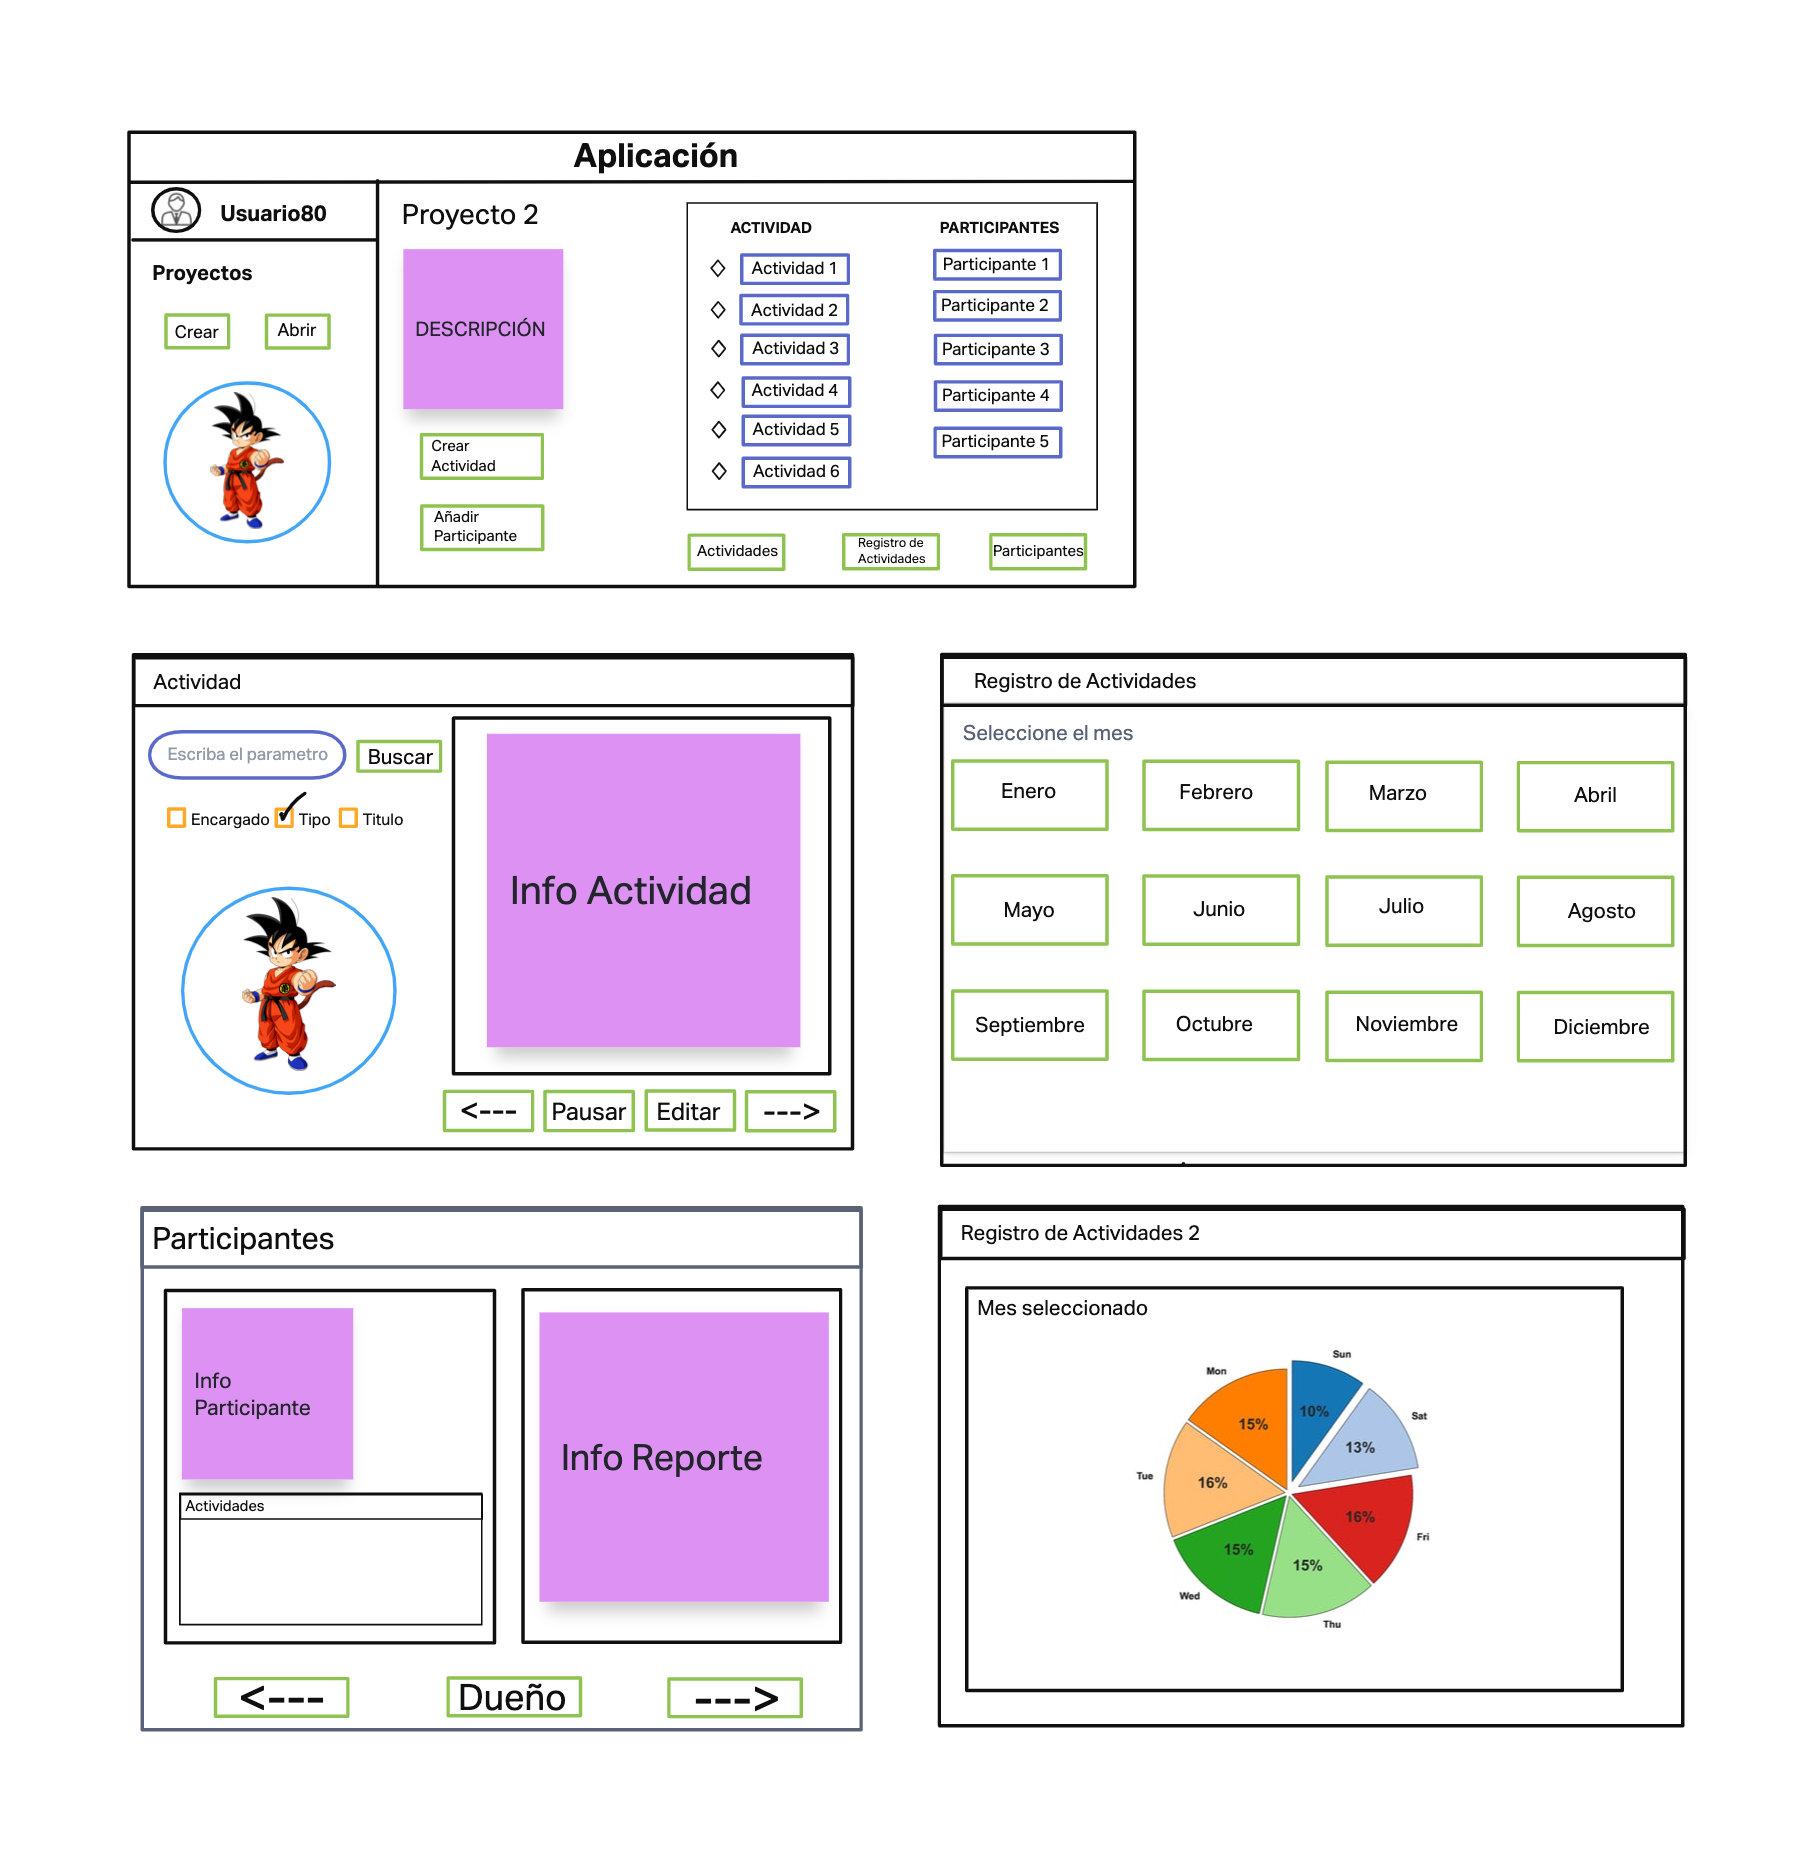 Aplicación
Usuario80
Proyectos
Crear
Abrir
Proyecto 2
DESCRIPCIÓN
Crear
Actividad
Añadir
Participante
ACTIVIDAD
Actividad 1
Actividad 2
Actividad 3
Actividad 4
Actividad 5
Actividad 6
PARTICIPANTES
Participante 1
Participante 2
Participante 3
Participante 4
Participante 5
Actividades
Registro de
Actividades
Participantes
Actividad
Escriba el parametro
Buscar
Encargado
Tipo
Titulo
Info Actividad
<---
Pausar
Editar
--->
Registro de Actividades
Seleccione el mes
Enero
Febrero
Marzo
Abril
Mayo
Junio
Julio
Agosto
Septiembre
Octubre
Noviembre
Diciembre
Participantes
Info
Participante
Actividades
Info Reporte
<---
Dueño
--->
Registro de Actividades 2
Mes seleccionado
Sun
10%
Sat
13%
Fri
16%
Thu
15%
Wed
15%
Tue
16%
Mon
15%